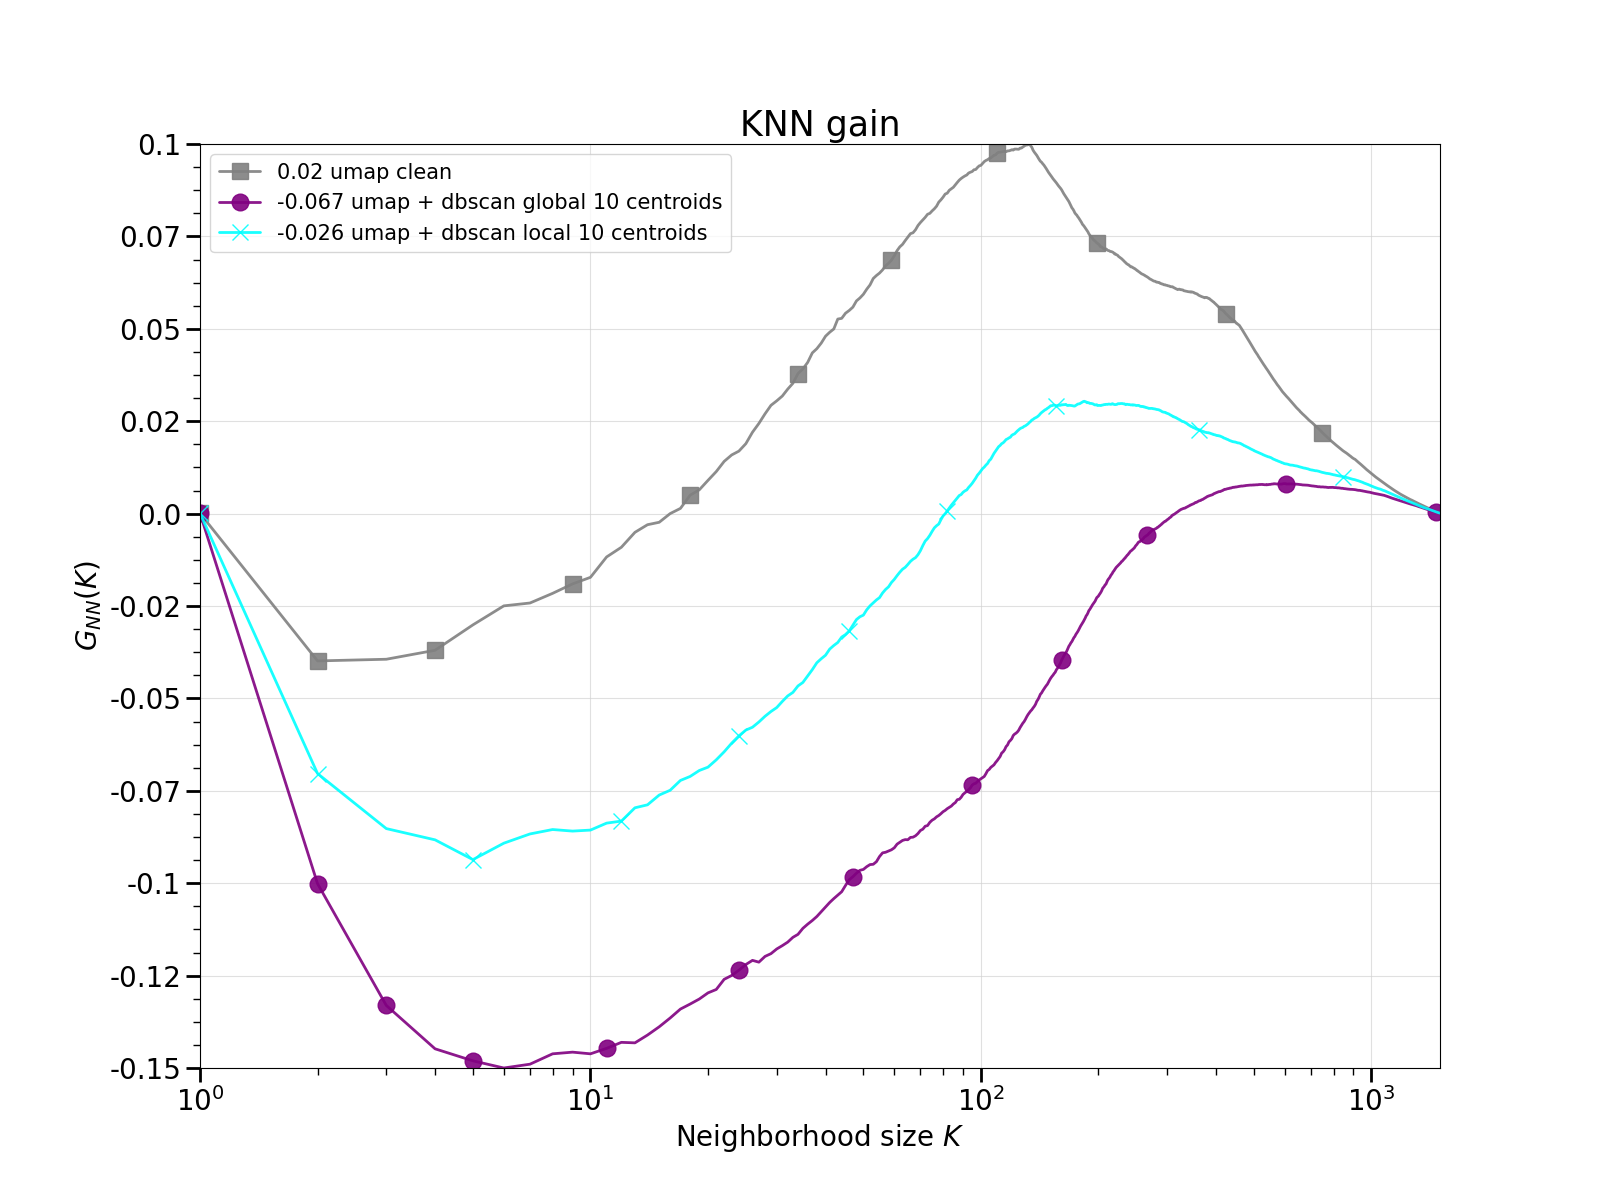 KNN gain
0.1
0.07
0.05
0.02
0.0
-0.02
-0.05
-0.07
-0.1
-0.12
-0.15
G_{NN}(K)
0.02 umap clean
-0.067 umap + dbscan global 10 centroids
-0.026 umap + dbscan local 10 centroids
10^0 10^1 10^2 10^3
Neighborhood size K